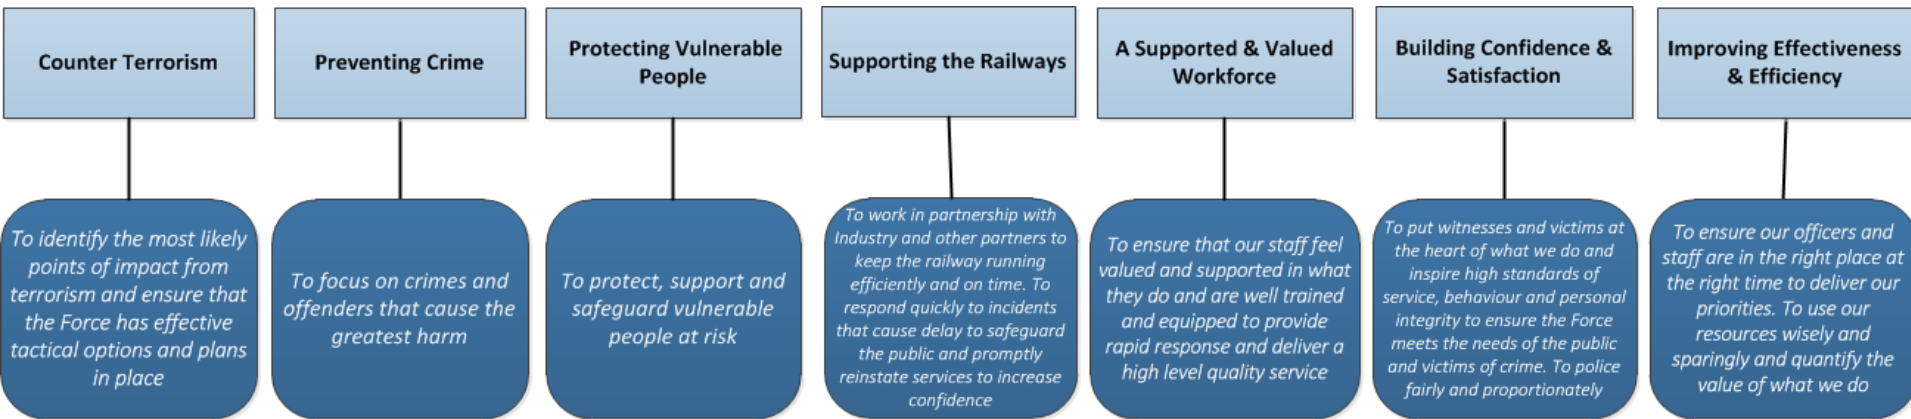 Counter Terrorism
Preventing Crime
Protecting Vulnerable
People
Supporting the Railways
A Supported & Valued
Workforce
Building Confidence &
Satisfaction
Improving Effectiveness
& Efficiency
To identify the most likely
points of impact from
terrorism and ensure that
the Force has effective
tactical options and plans
in place
To focus on crimes and
offenders that cause the
greatest harm
To protect, support and
safeguard vulnerable
people at risk
To work in partnership with
Industry and other partners to
keep the railway running
efficiently and on time. To
respond quickly to incidents
that cause delay to safeguard
the public and promptly
reinstate services to increase
confidence
To ensure that our staff feel
valued and supported in what
they do and are well trained
and equipped to provide
rapid response and deliver a
high level quality service
To put witnesses and victims at
the heart of what we do and
inspire high standards of
service, behaviour and personal
integrity to ensure the Force
meets the needs of the public
and victims of crime. To police
fairly and proportionately
To ensure our officers and
staff are in the right place at
the right time to deliver our
priorities. To use our
resources wisely and
sparingly and quantify the
value of what we do